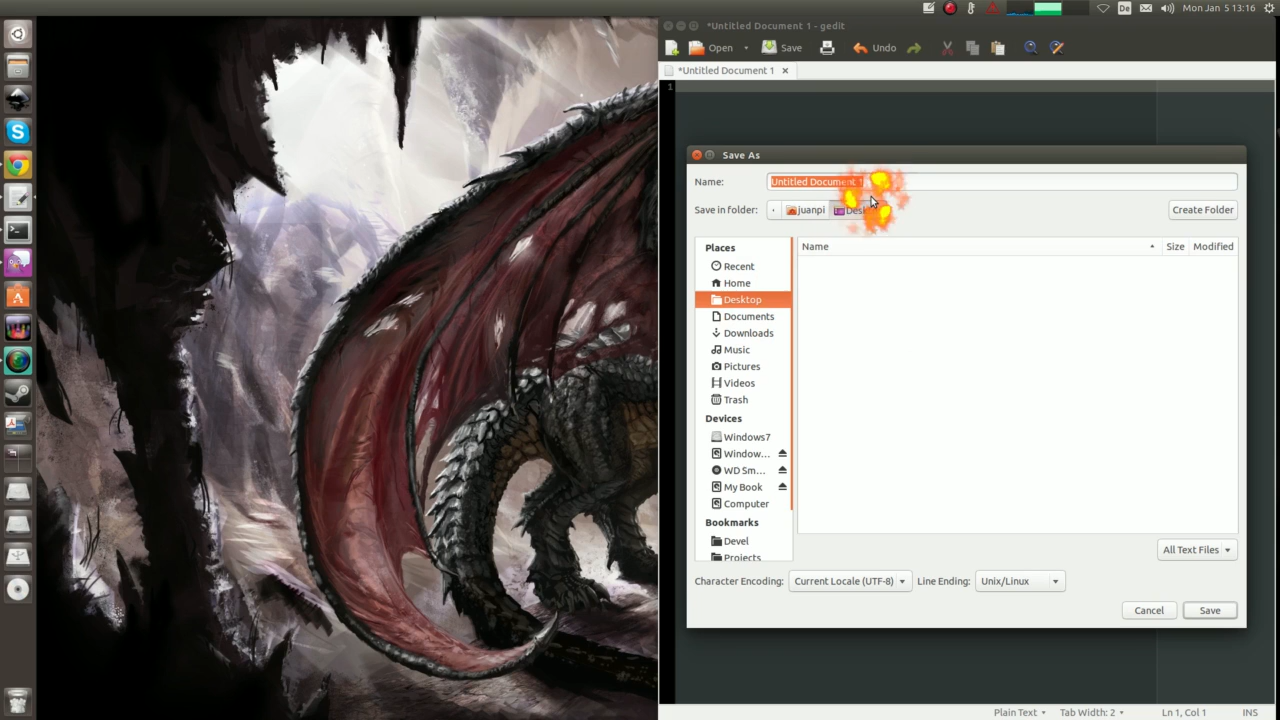 De
Mon Jan 5 13:16
*Untitled Document 1 - gedit
Open
Save
Undo
*Untitled Document 1
1
Save As
Name:
Untitled Document 1
Save in folder:
juanpi
Create Folder
Places
Name
Size
Modified
Recent
Home
Desktop
Documents
Downloads
Music
Pictures
Videos
Trash
Devices
Windows7
Window...
WD Sm...
My Book
Computer
Bookmarks
Devel
Projects
All Text Files
Character Encoding:
Current Locale (UTF-8)
Line Ending:
Unix/Linux
Cancel
Save
Plain Text
Tab Width: 2
Ln 1, Col 1
INS